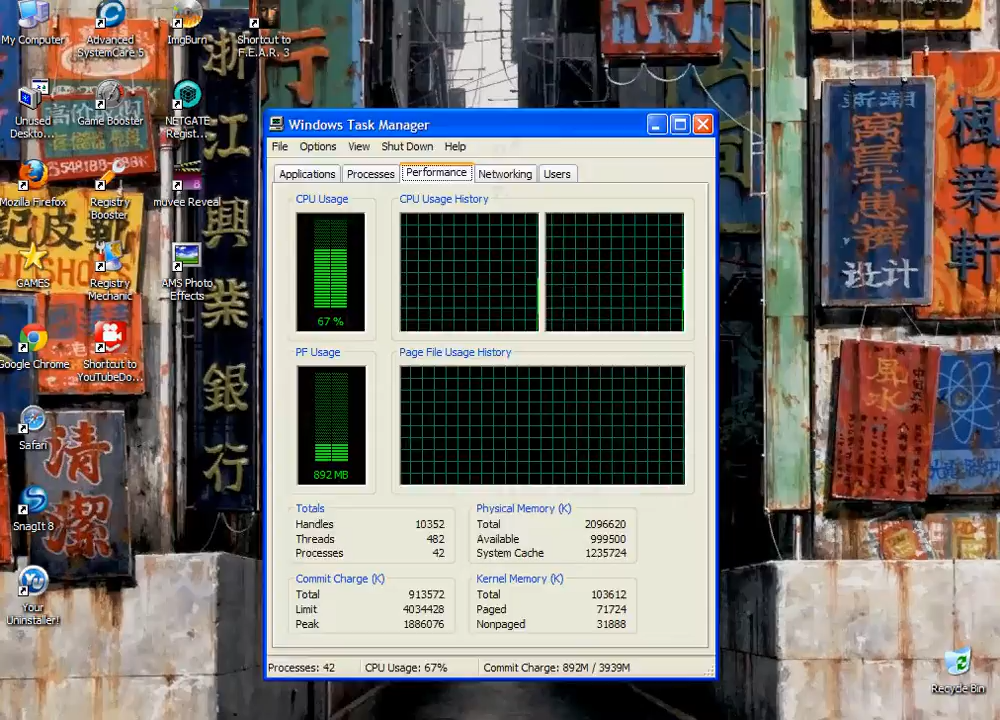 My Computer
Advanced
SystemCare 5
ImgBurn
Shortcut to
F.E.A.R. 3
Unused
Deskto...
Game Booster
NETGATE
Regist...
Mozilla Firefox
Registry
Booster
muvee Reveal
GAMES
Registry
Mechanic
AMS Photo
Effects
Google Chrome
Shortcut to
YouTubeDo...
Safari
SnagIt 8
Your
Uninstaller!
Recycle Bin
Windows Task Manager
File Options View Shut Down Help
Applications Processes Performance Networking Users
CPU Usage
CPU Usage History
67 %
PF Usage
Page File Usage History
892 MB
Totals
Handles 10352
Threads 482
Processes 42
Physical Memory (K)
Total 2096620
Available 999500
System Cache 1235724
Commit Charge (K)
Total 913572
Limit 4034428
Peak 1886076
Kernel Memory (K)
Total 103612
Paged 71724
Nonpaged 31888
Processes: 42 CPU Usage: 67% Commit Charge: 892M / 3939M
浙江興業銀行
行
清潔
新潮
设计
楓葉軒
風水